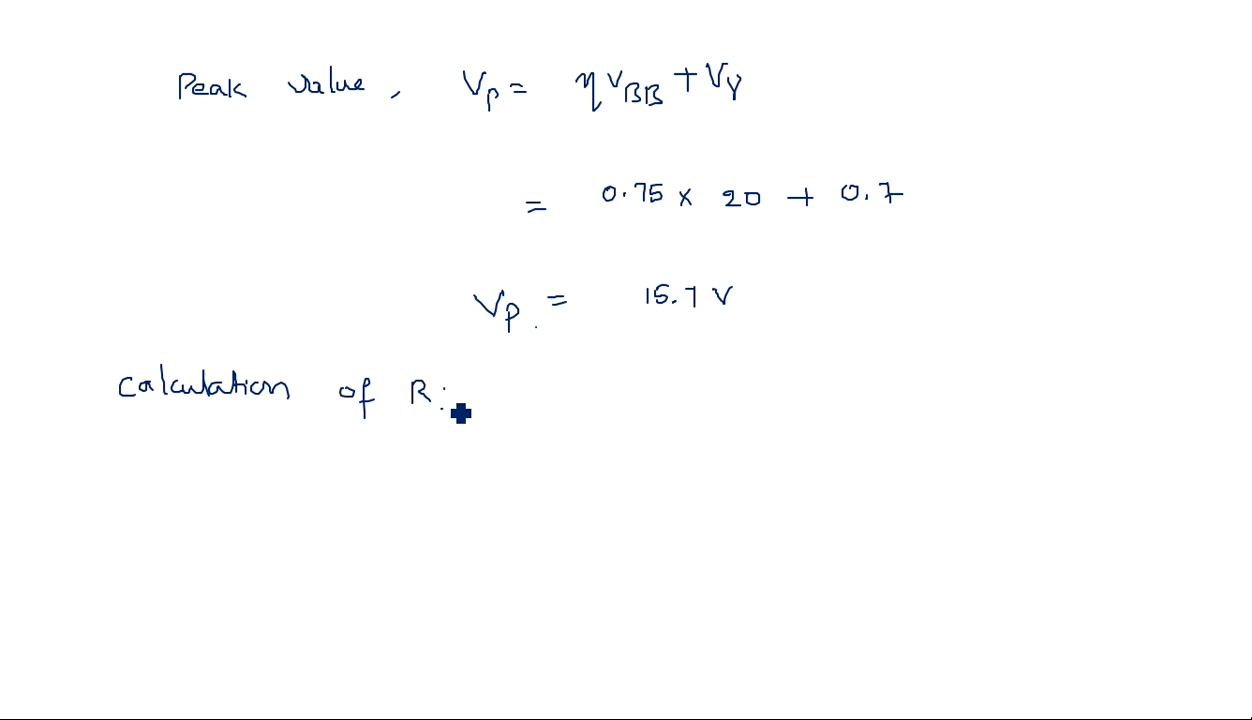 Peak value, Vp = ηVBB + Vγ
= 0.75 × 20 + 0.7
Vp = 15.7 V
Calculation of R: